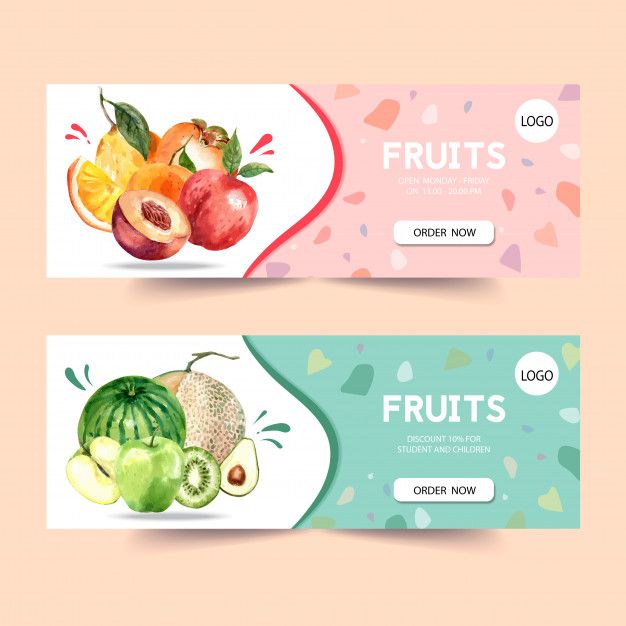 LOGO
FRUITS
OPEN MONDAY - FRIDAY
ON 13.00 - 20.00 PM
ORDER NOW
LOGO
FRUITS
DISCOUNT 10% FOR
STUDENT AND CHILDREN
ORDER NOW